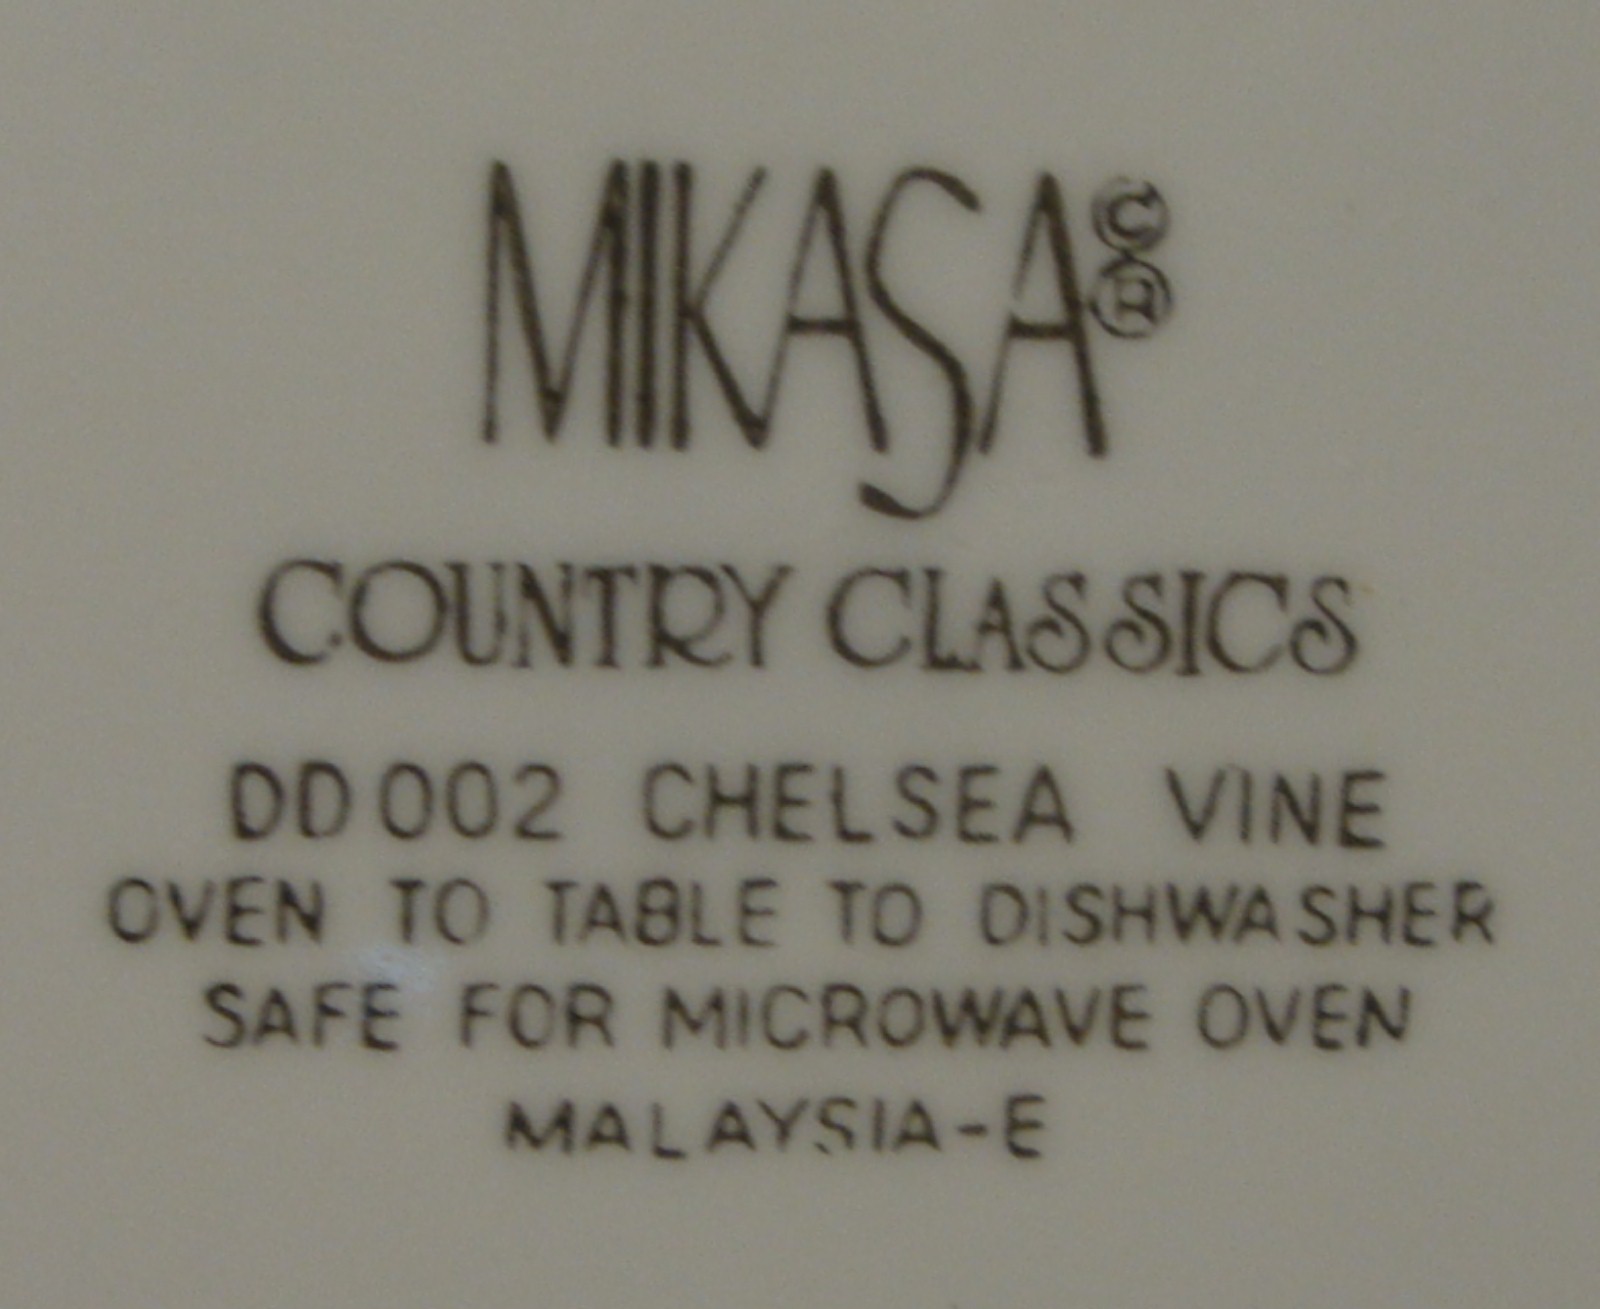 MIKASA © ®
COUNTRY CLASSICS
DD002 CHELSEA VINE
OVEN TO TABLE TO DISHWASHER
SAFE FOR MICROWAVE OVEN
MALAYSIA-E